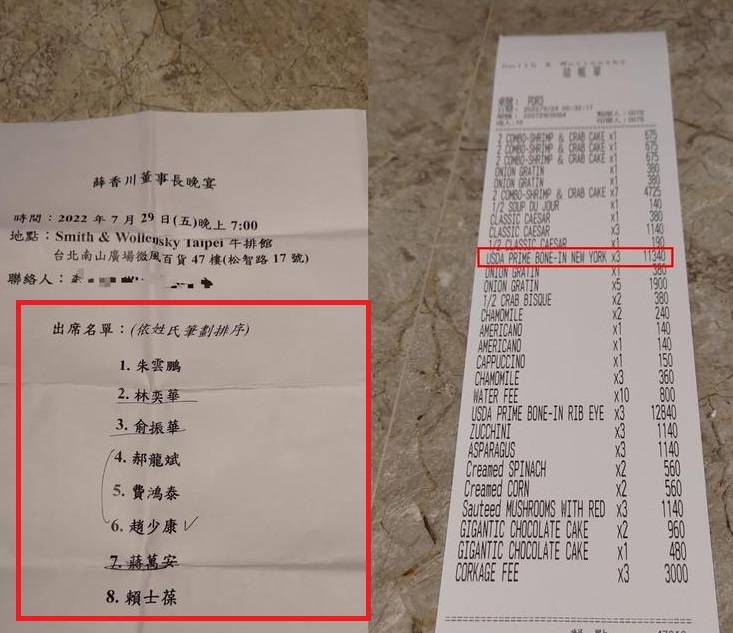 薛香川董事長晚宴
時間：2022 年 7 月 29 日(五)晚上 7:00
地點：Smith & Wollensky Taipei 牛排館
台北南山廣場微風百貨 47 樓(松智路 17 號)
聯絡人：
出席名單：(依姓氏筆劃排序)
1. 朱雲鵬
2. 林奕華
3. 俞振華
4. 郝龍斌
5. 費鴻泰
6. 趙少康
7. 蔣萬安
8. 賴士葆
Smith & Wollensky
結帳單
桌號： PDR3
2 COMBO-SHRIMP & CRAB CAKE x1 675
2 COMBO-SHRIMP & CRAB CAKE x1 675
2 COMBO-SHRIMP & CRAB CAKE x1 675
ONION GRATIN x1 380
ONION GRATIN x1 380
2 COMBO-SHRIMP & CRAB CAKE x7 4725
1/2 SOUP DU JOUR x1 140
CLASSIC CAESAR x1 380
CLASSIC CAESAR x3 1140
1/2 CLASSIC CAESAR x1 190
USDA PRIME BONE-IN NEW YORK x3 11340
ONION GRATIN x1 380
ONION GRATIN x5 1900
1/2 CRAB BISQUE x2 380
CHAMOMILE x2 240
AMERICANO x1 140
AMERICANO x1 140
CAPPUCCINO x1 150
CHAMOMILE x3 360
WATER FEE x10 800
USDA PRIME BONE-IN RIB EYE x3 12840
ZUCCHINI x3 1140
ASPARAGUS x3 1140
Creamed SPINACH x2 560
Creamed CORN x2 560
Sauteed MUSHROOMS WITH RED x3 1140
GIGANTIC CHOCOLATE CAKE x2 960
GIGANTIC CHOCOLATE CAKE x1 480
CORKAGE FEE x3 3000